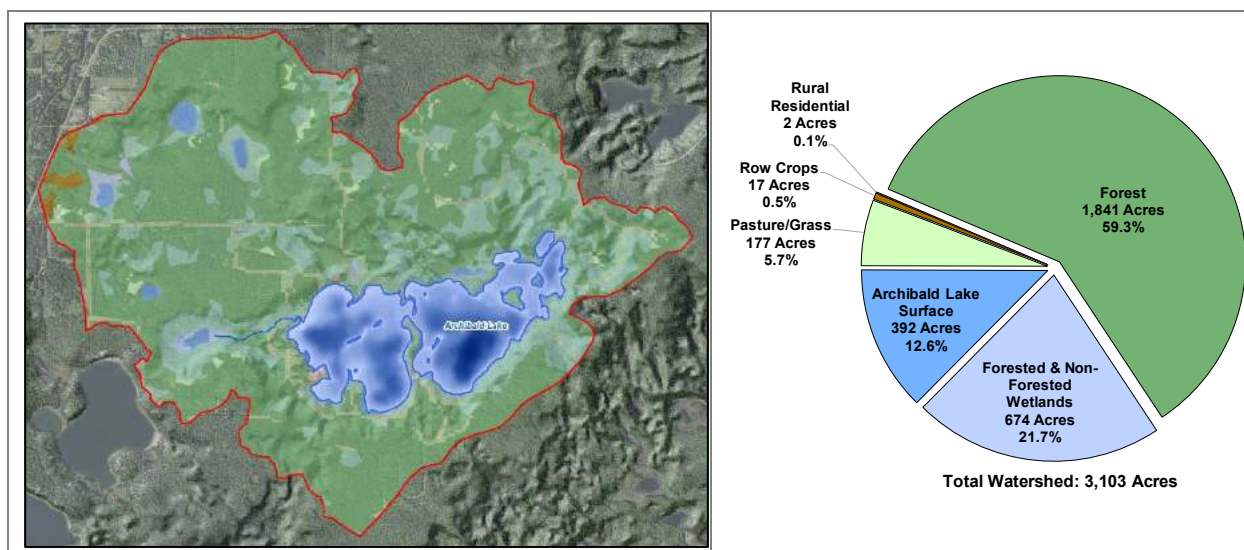 Archibald Lake
Rural
Residential
2 Acres
0.1%
Row Crops
17 Acres
0.5%
Pasture/Grass
177 Acres
5.7%
Archibald Lake
Surface
392 Acres
12.6%
Forested & Non-
Forested
Wetlands
674 Acres
21.7%
Forest
1,841 Acres
59.3%
Total Watershed: 3,103 Acres